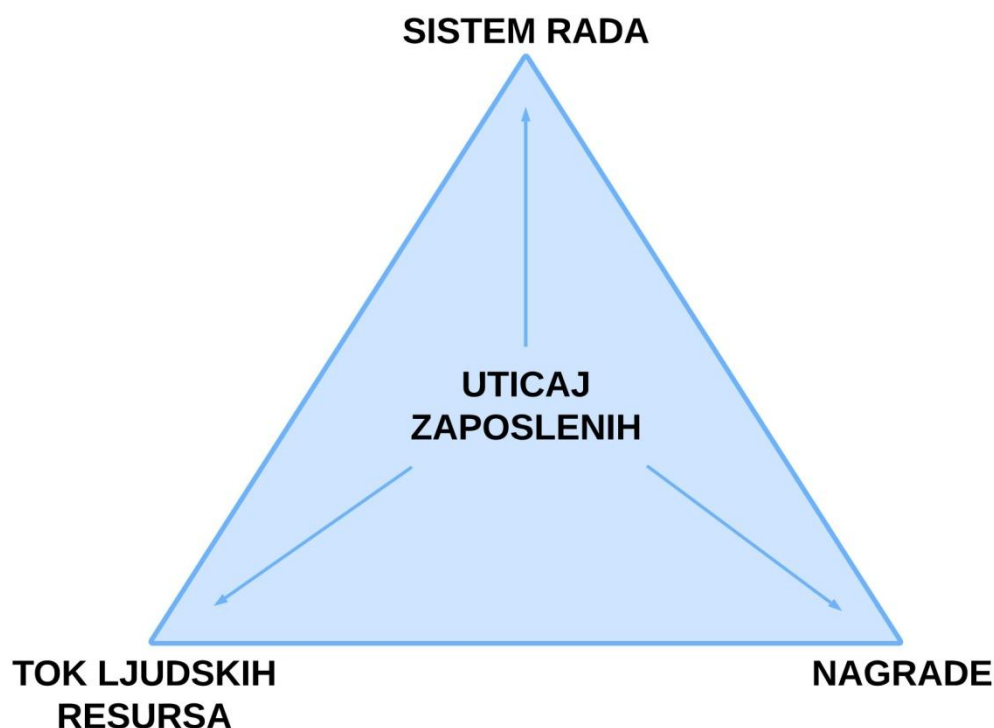 SISTEM RADA
UTICAJ
ZAPOSLENIH
TOK LJUDSKIH
RESURSA
NAGRADE